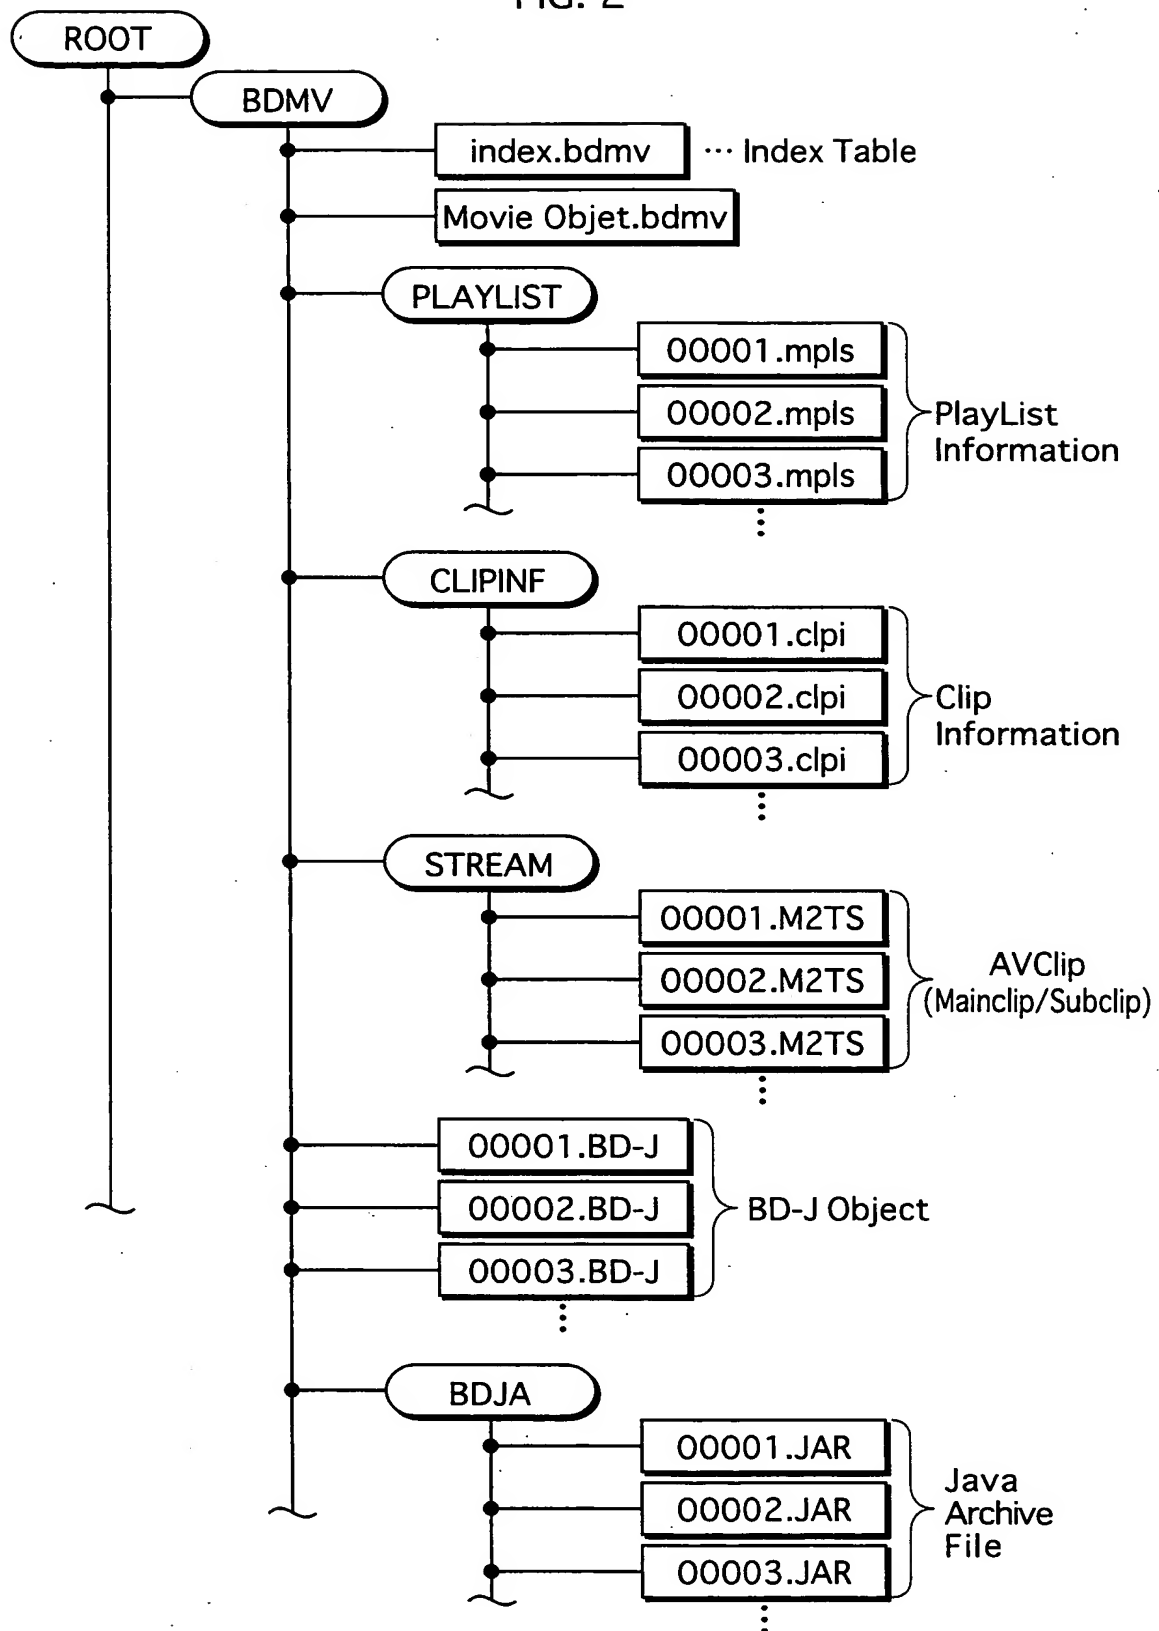 FIG. 2
ROOT
BDMV
index.bdmv ... Index Table
Movie Objet.bdmv
PLAYLIST
00001.mpls
00002.mpls
00003.mpls
PlayList
Information
CLIPINF
00001.clpi
00002.clpi
00003.clpi
Clip
Information
STREAM
00001.M2TS
00002.M2TS
00003.M2TS
AVClip
(Mainclip/Subclip)
00001.BD-J
00002.BD-J
00003.BD-J
BD-J Object
BDJA
00001.JAR
00002.JAR
00003.JAR
Java
Archive
File